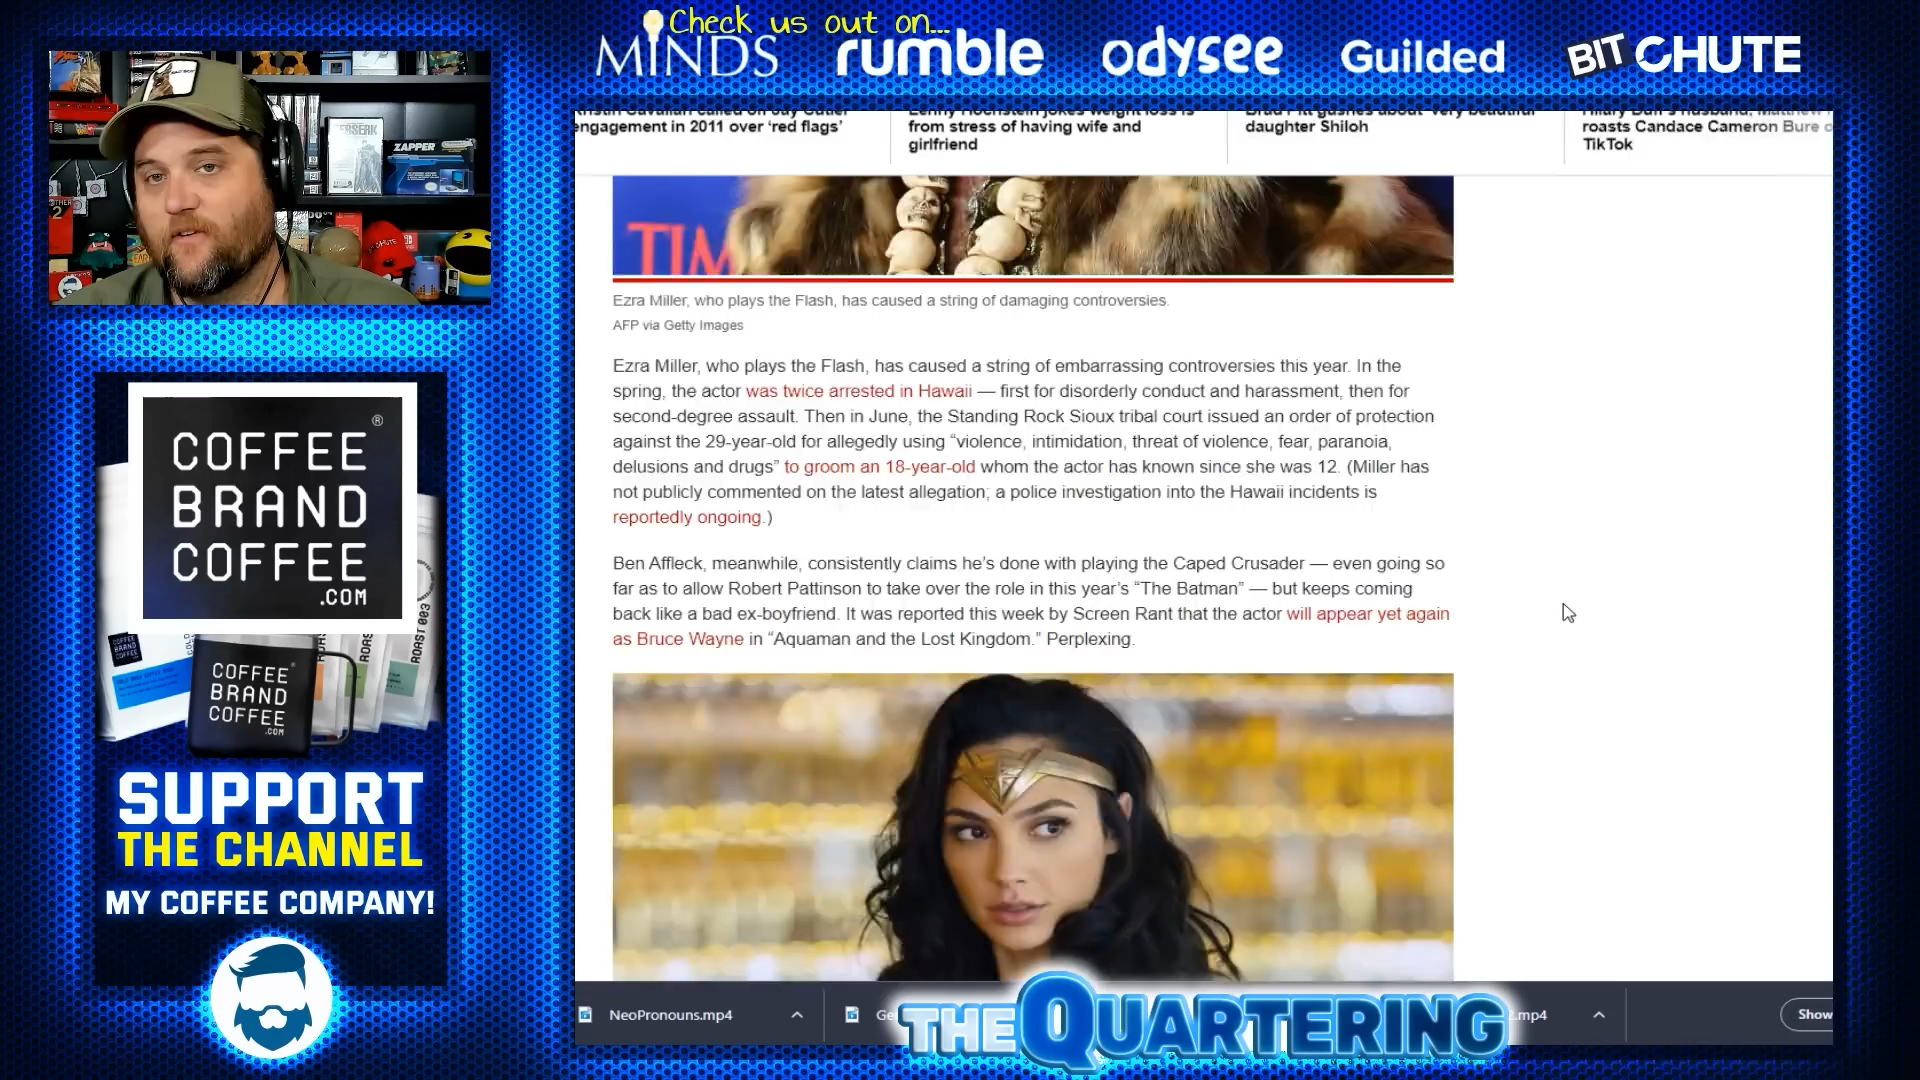 Check us out on...
MINDS
rumble
odysee
Guilded
BITCHUTE
engagement in 2011 over ‘red flags’
from stress of having wife and
girlfriend
daughter Shiloh
roasts Candace Cameron Bure o
TikTok
BERSERK
ZAPPER
TIM
Ezra Miller, who plays the Flash, has caused a string of damaging controversies.
AFP via Getty Images
Ezra Miller, who plays the Flash, has caused a string of embarrassing controversies this year. In the
spring, the actor was twice arrested in Hawaii — first for disorderly conduct and harassment, then for
second-degree assault. Then in June, the Standing Rock Sioux tribal court issued an order of protection
against the 29-year-old for allegedly using “violence, intimidation, threat of violence, fear, paranoia,
delusions and drugs” to groom an 18-year-old whom the actor has known since she was 12. (Miller has
not publicly commented on the latest allegation; a police investigation into the Hawaii incidents is
reportedly ongoing.)
Ben Affleck, meanwhile, consistently claims he’s done with playing the Caped Crusader — even going so
far as to allow Robert Pattinson to take over the role in this year’s “The Batman” — but keeps coming
back like a bad ex-boyfriend. It was reported this week by Screen Rant that the actor will appear yet again
as Bruce Wayne in “Aquaman and the Lost Kingdom.” Perplexing.
COFFEE®
BRAND
COFFEE
.COM
ROAST 003
COFFEE
BRAND
COFFEE
.COM
SUPPORT
THE CHANNEL
MY COFFEE COMPANY!
NeoPronouns.mp4
Ge
.mp4
Show
THE QUARTERING